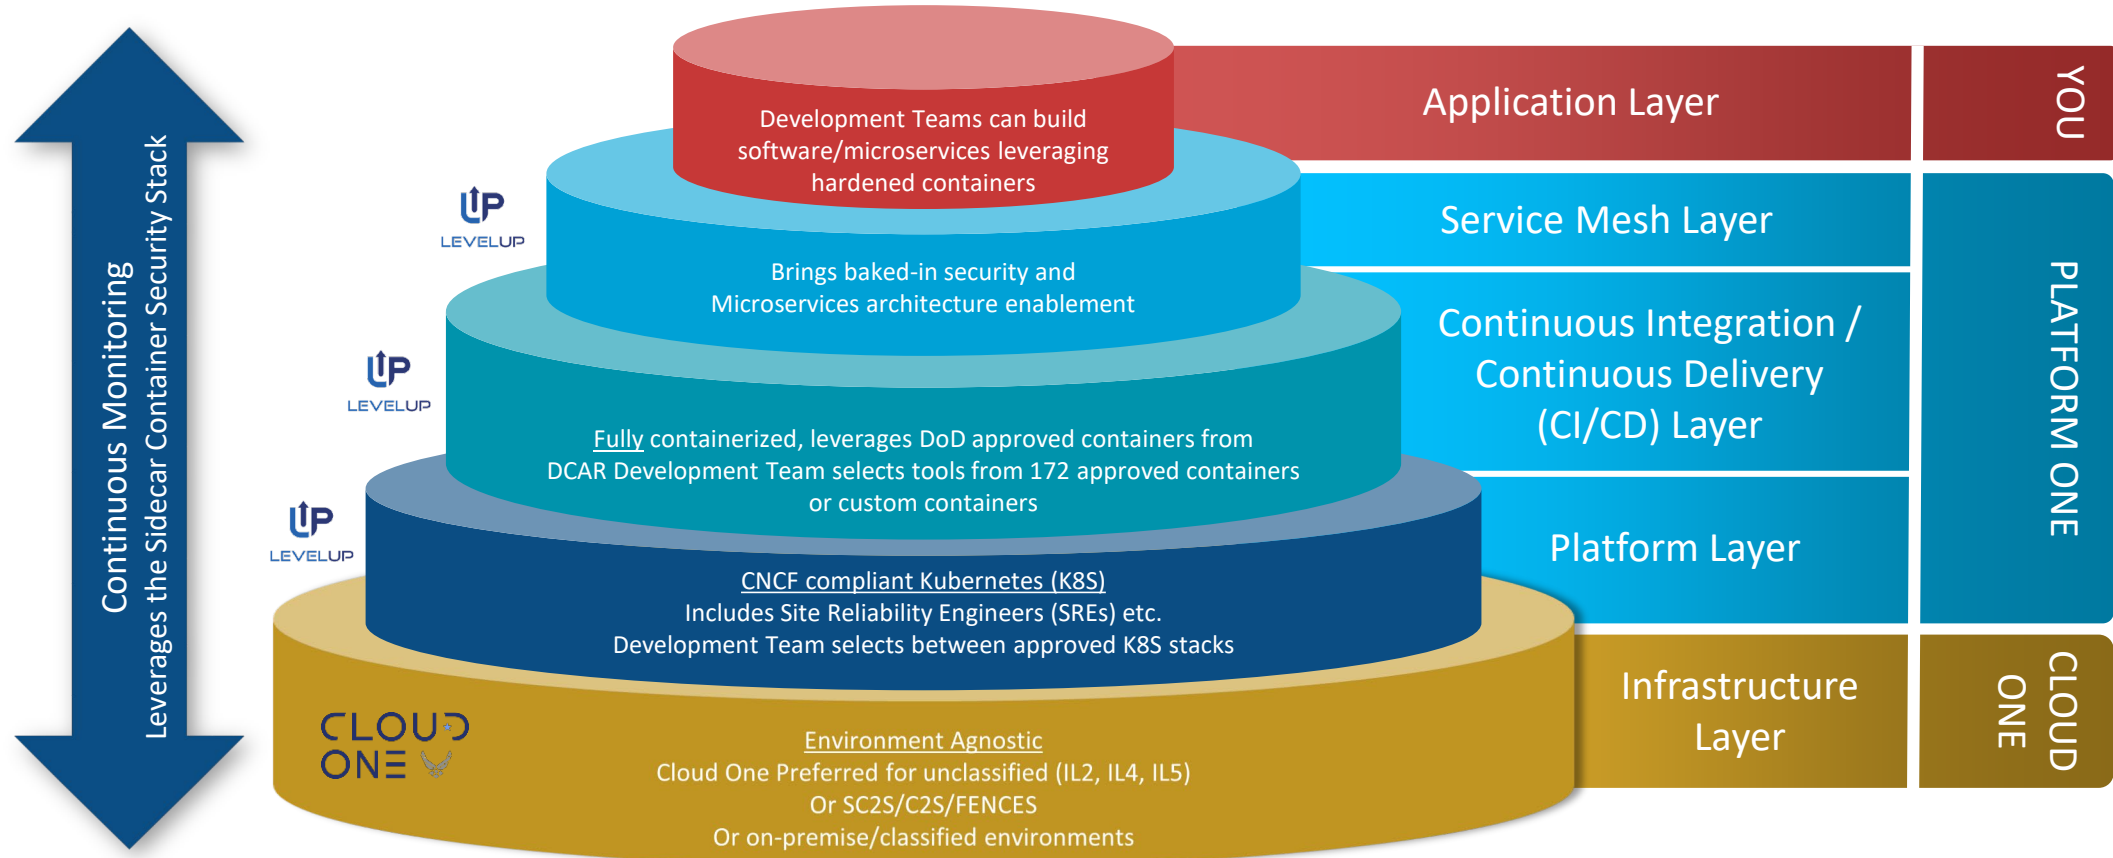 Continuous Monitoring
Leverages the Sidecar Container Security Stack
Development Teams can build
software/microservices leveraging
hardened containers
Application Layer
YOU
UP
LEVELUP
Brings baked-in security and
Microservices architecture enablement
Service Mesh Layer
PLATFORM ONE
UP
LEVELUP
Fully containerized, leverages DoD approved containers from
DCAR Development Team selects tools from 172 approved containers
or custom containers
Continuous Integration /
Continuous Delivery
(CI/CD) Layer
UP
LEVELUP
CNCF compliant Kubernetes (K8S)
Includes Site Reliability Engineers (SREs) etc.
Development Team selects between approved K8S stacks
Platform Layer
CLOUD
ONE
Environment Agnostic
Cloud One Preferred for unclassified (IL2, IL4, IL5)
Or SC2S/C2S/FENCES
Or on-premise/classified environments
Infrastructure
Layer
CLOUD
ONE